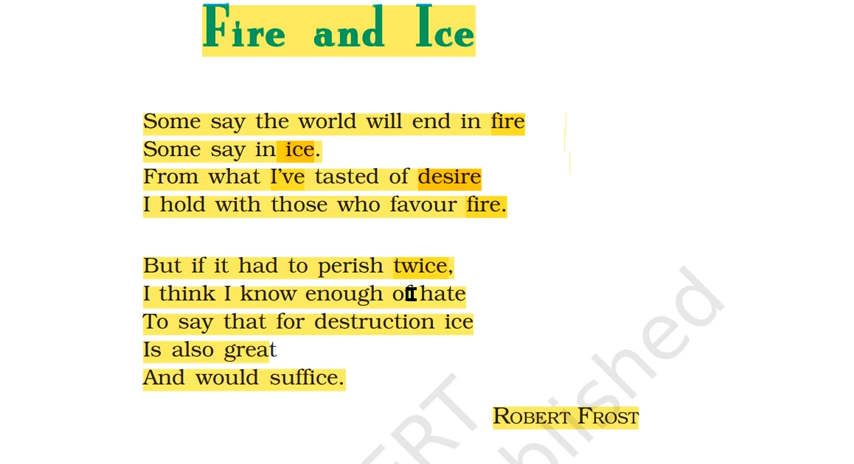 Fire and Ice
Some say the world will end in fire
Some say in ice.
From what I've tasted of desire
I hold with those who favour fire.
But if it had to perish twice,
I think I know enough of hate
To say that for destruction ice
Is also great
And would suffice.
ROBERT FROST